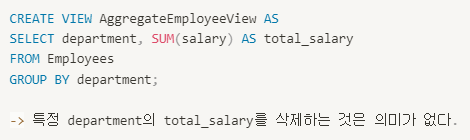 CREATE VIEW AggregateEmployeeView AS
SELECT department, SUM(salary) AS total_salary
FROM Employees
GROUP BY department;
-> 특정 department의 total_salary를 삭제하는 것은 의미가 없다.